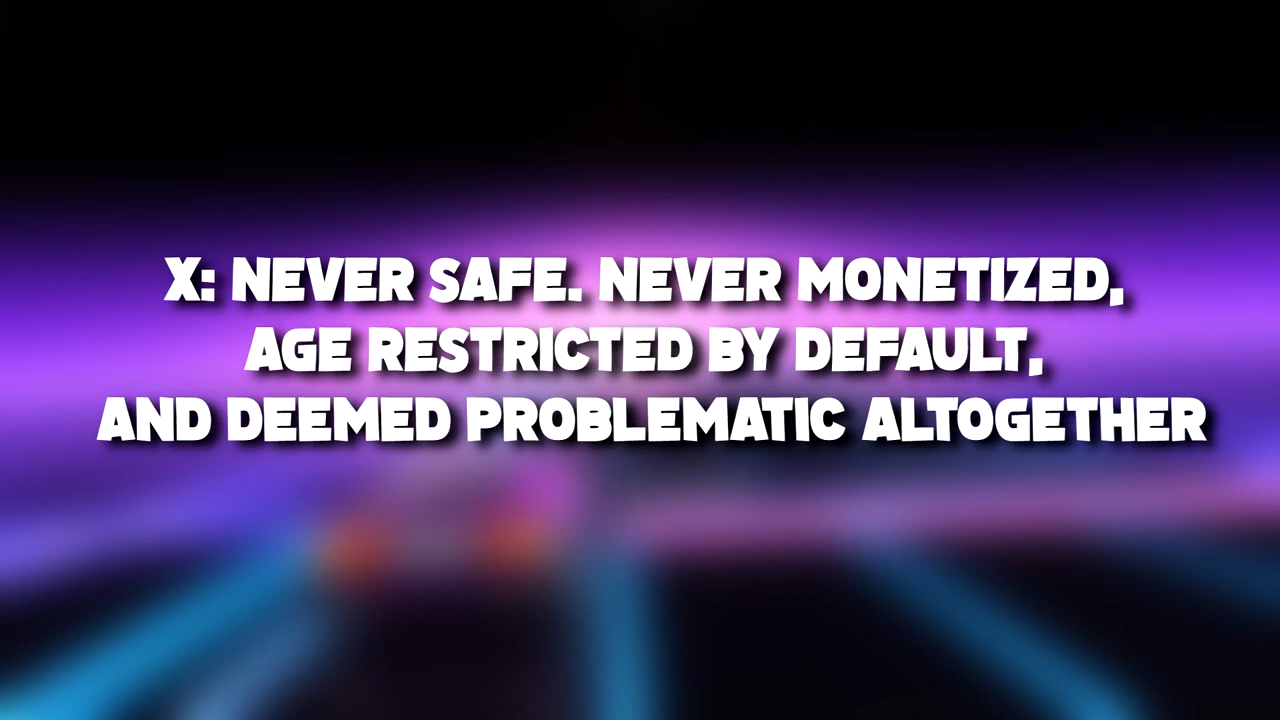 X: NEVER SAFE. NEVER MONETIZED,
AGE RESTRICTED BY DEFAULT,
AND DEEMED PROBLEMATIC ALTOGETHER